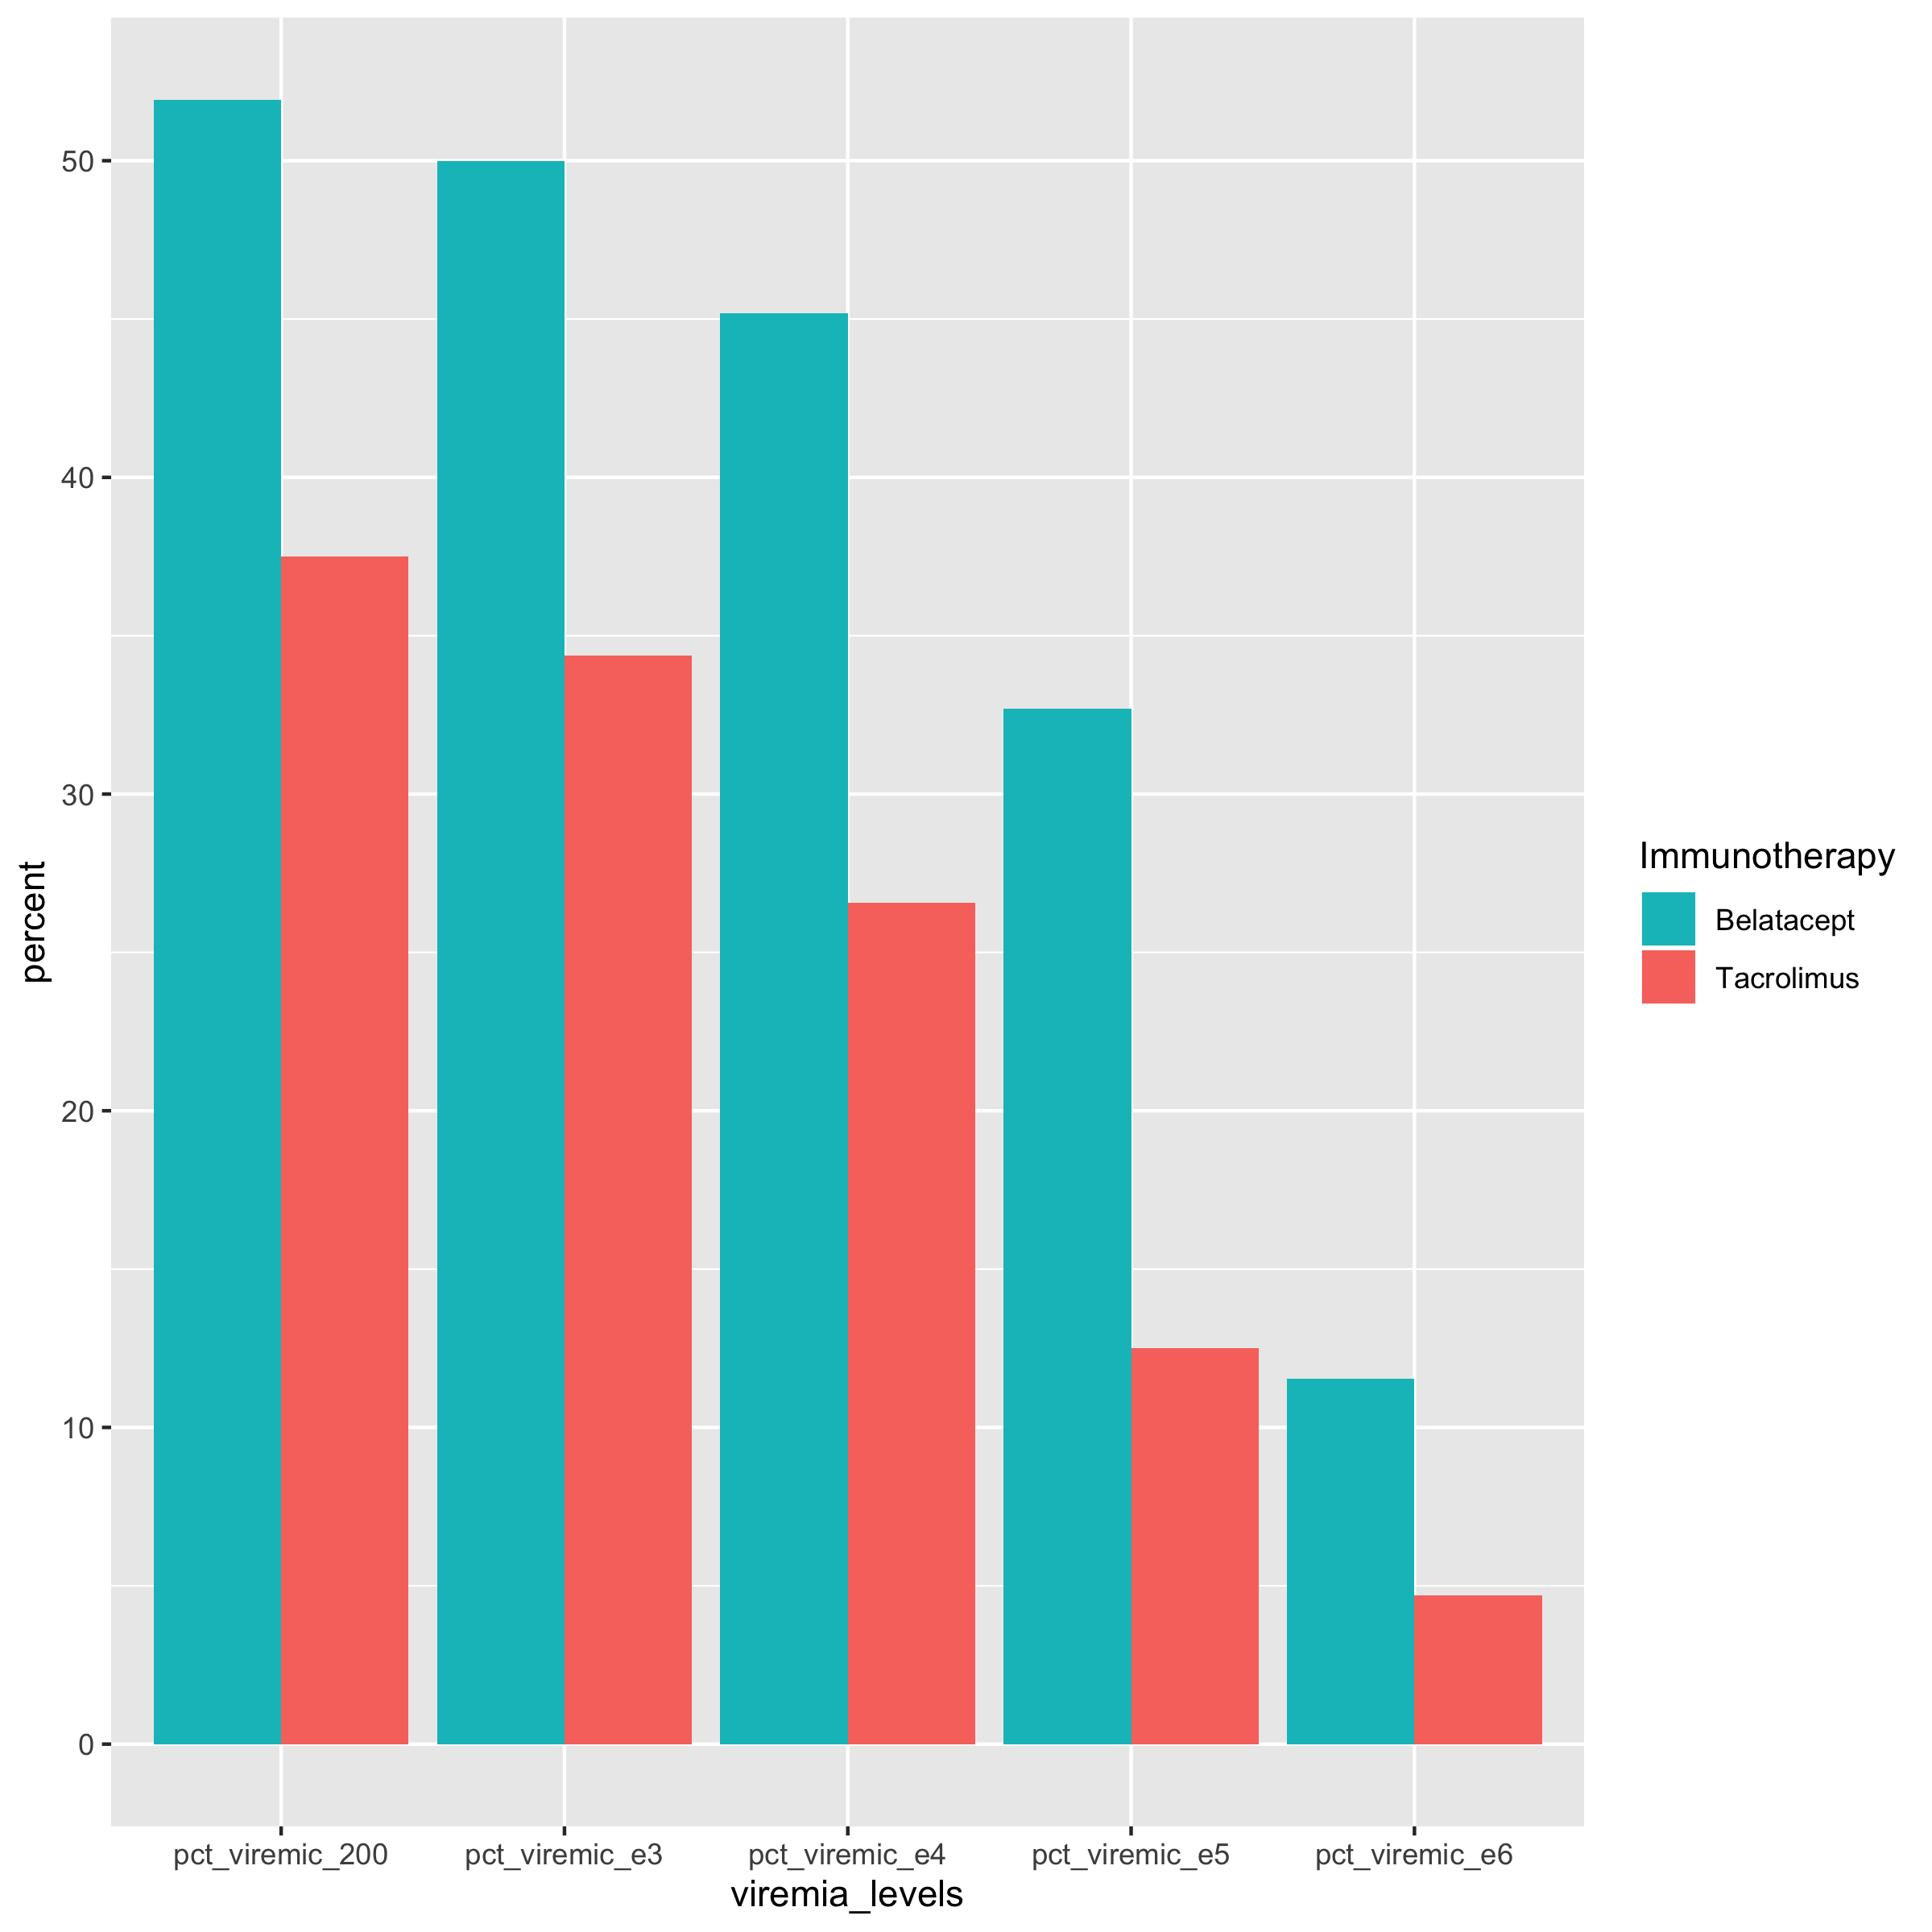 50
40
30
20
10
0
percent
pct_viremic_200
pct_viremic_e3
pct_viremic_e4
pct_viremic_e5
pct_viremic_e6
viremia_levels
Immunotherapy
Belatacept
Tacrolimus